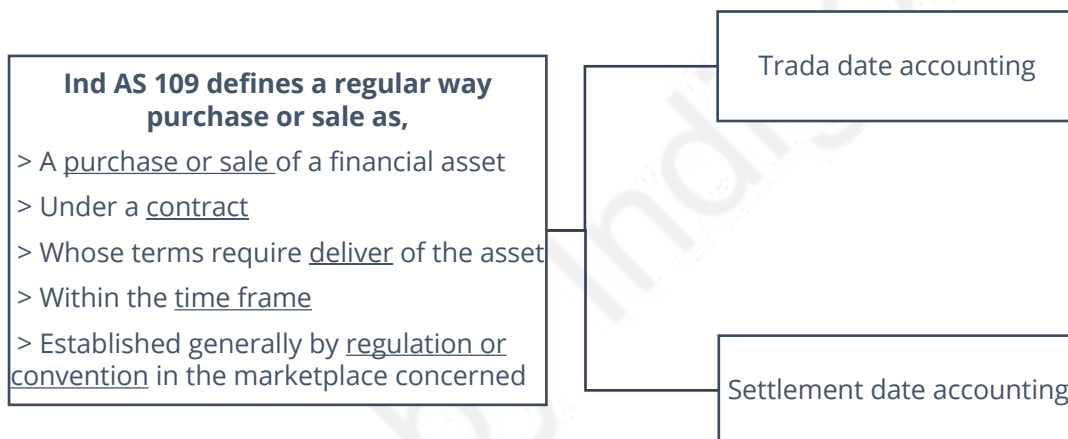 Ind AS 109 defines a regular way
purchase or sale as,
> A purchase or sale of a financial asset
> Under a contract
> Whose terms require deliver of the asset
> Within the time frame
> Established generally by regulation or
convention in the marketplace concerned
Trada date accounting
Settlement date accounting